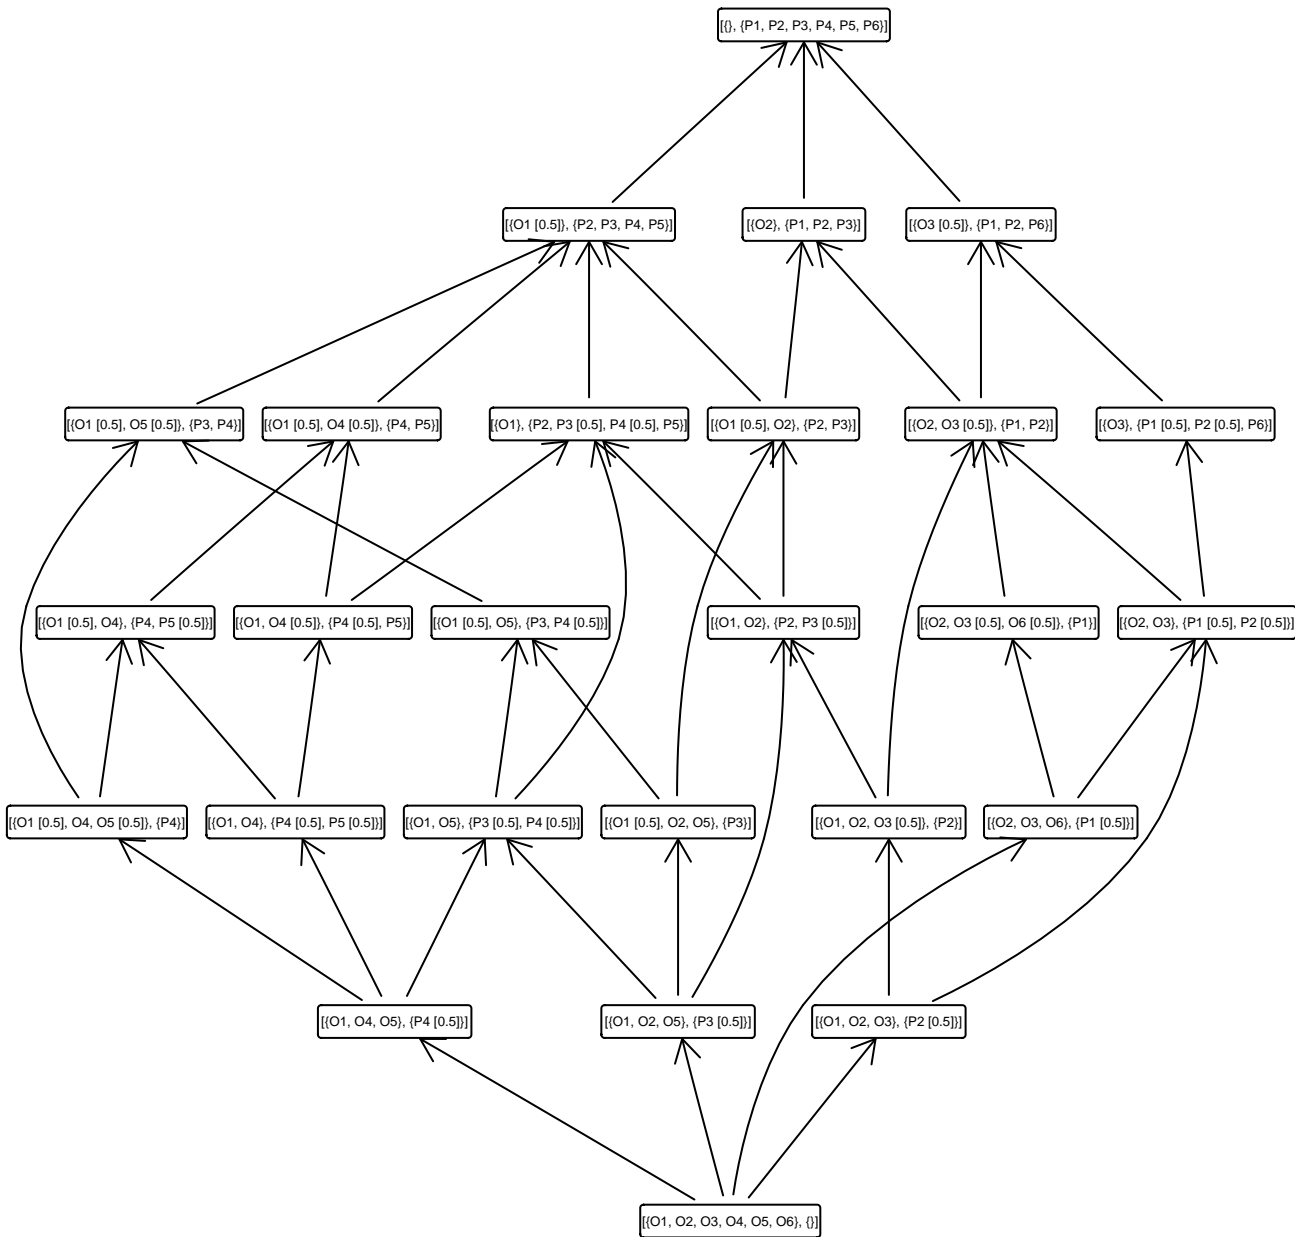 [{}, {P1, P2, P3, P4, P5, P6}]
[{O1 [0.5]}, {P2, P3, P4, P5}]
[{O2}, {P1, P2, P3}]
[{O3 [0.5]}, {P1, P2, P6}]
[{O1 [0.5], O5 [0.5]}, {P3, P4}]
[{O1 [0.5], O4 [0.5]}, {P4, P5}]
[{O1}, {P2, P3 [0.5], P4 [0.5], P5}]
[{O1 [0.5], O2}, {P2, P3}]
[{O2, O3 [0.5]}, {P1, P2}]
[{O3}, {P1 [0.5], P2 [0.5], P6}]
[{O1 [0.5], O4}, {P4, P5 [0.5]}]
[{O1, O4 [0.5]}, {P4 [0.5], P5}]
[{O1 [0.5], O5}, {P3, P4 [0.5]}]
[{O1, O2}, {P2, P3 [0.5]}]
[{O2, O3 [0.5], O6 [0.5]}, {P1}]
[{O2, O3}, {P1 [0.5], P2 [0.5]}]
[{O1 [0.5], O4, O5 [0.5]}, {P4}]
[{O1, O4}, {P4 [0.5], P5 [0.5]}]
[{O1, O5}, {P3 [0.5], P4 [0.5]}]
[{O1 [0.5], O2, O5}, {P3}]
[{O1, O2, O3 [0.5]}, {P2}]
[{O2, O3, O6}, {P1 [0.5]}]
[{O1, O4, O5}, {P4 [0.5]}]
[{O1, O2, O5}, {P3 [0.5]}]
[{O1, O2, O3}, {P2 [0.5]}]
[{O1, O2, O3, O4, O5, O6}, {}]